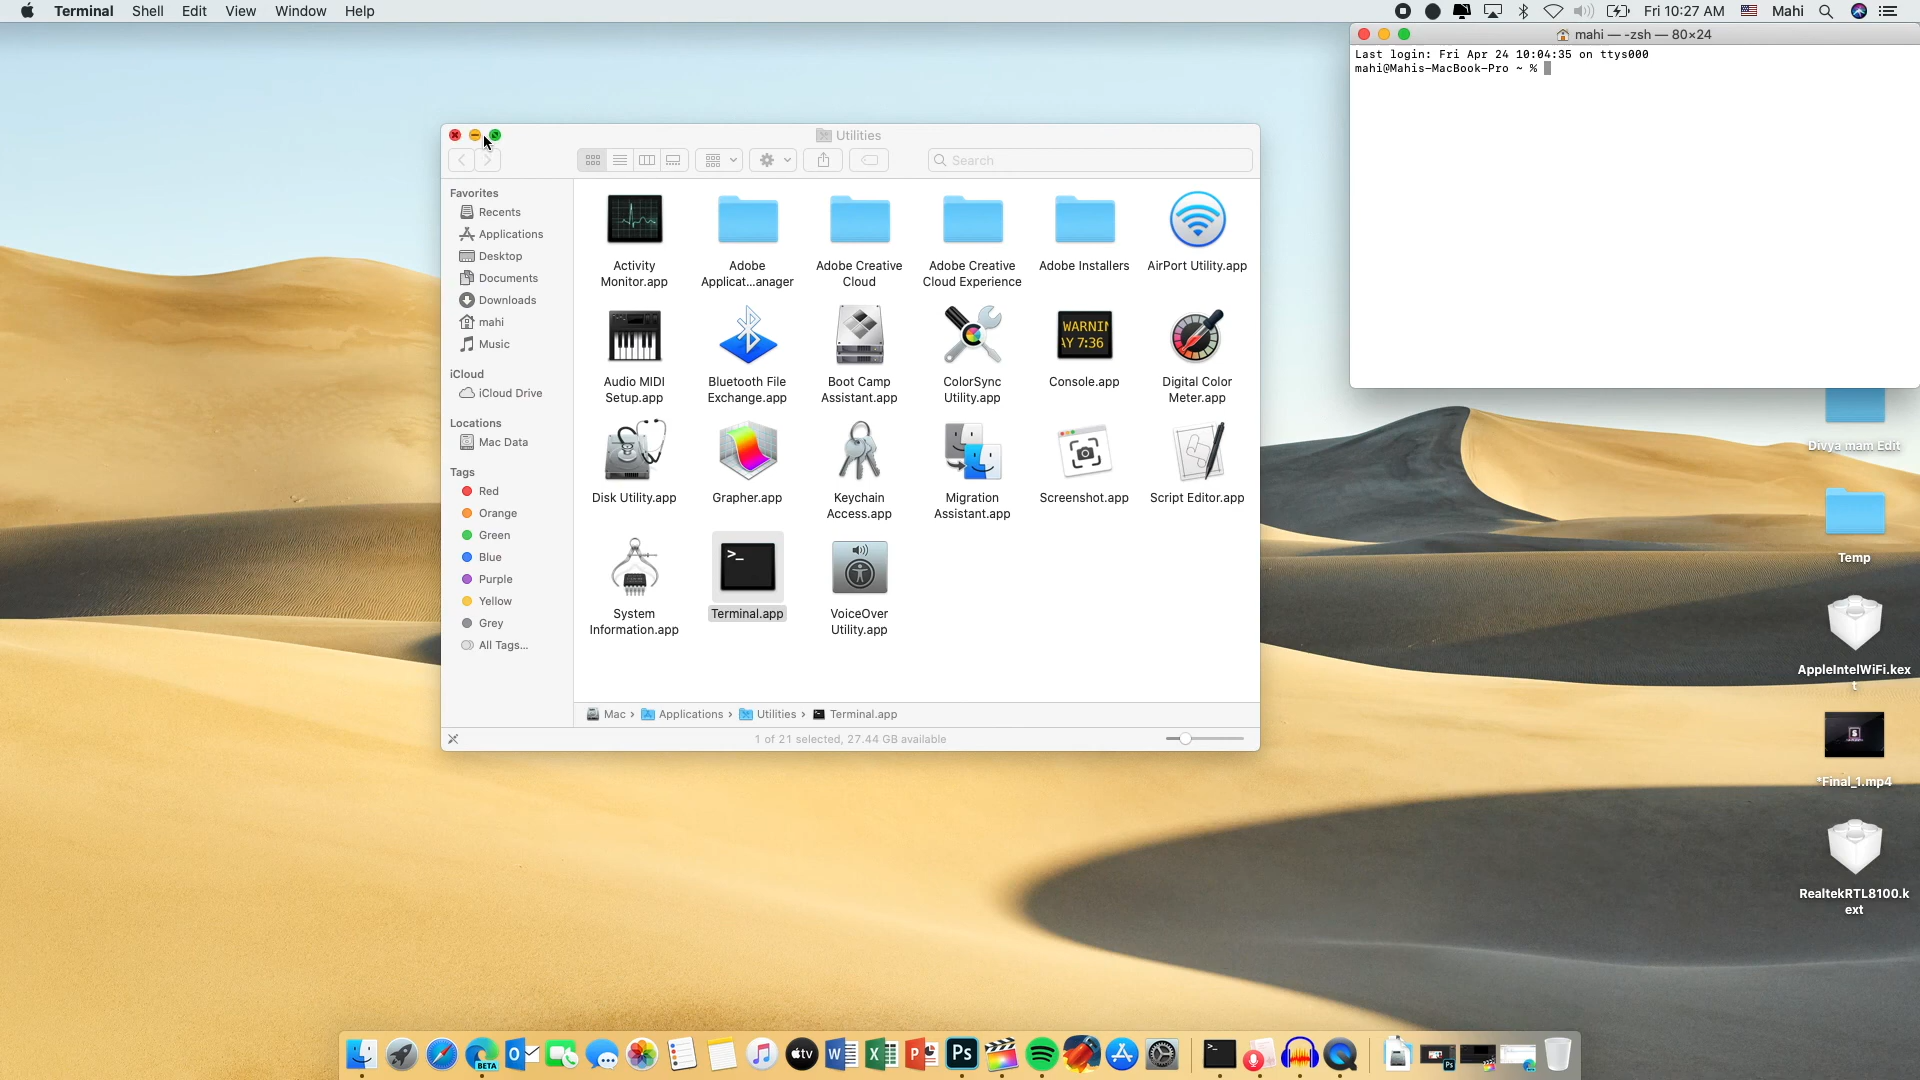 Terminal Shell Edit View Window Help
Fri 10:27 AM Mahi
mahi — -zsh — 80×24
Last login: Fri Apr 24 10:04:35 on ttys000
mahi@Mahis-MacBook-Pro ~ %
Utilities
Search
Favorites
Recents
Applications
Desktop
Documents
Downloads
mahi
Music
iCloud
iCloud Drive
Locations
Mac Data
Tags
Red
Orange
Green
Blue
Purple
Yellow
Grey
All Tags...
Activity
Monitor.app
Adobe
Applicat...anager
Adobe Creative
Cloud
Adobe Creative
Cloud Experience
Adobe Installers
AirPort Utility.app
Audio MIDI
Setup.app
Bluetooth File
Exchange.app
Boot Camp
Assistant.app
ColorSync
Utility.app
WARNIN
AY 7:36
Console.app
Digital Color
Meter.app
Disk Utility.app
Grapher.app
Keychain
Access.app
Migration
Assistant.app
Screenshot.app
Script Editor.app
System
Information.app
>_
Terminal.app
VoiceOver
Utility.app
Mac › Applications › Utilities › Terminal.app
1 of 21 selected, 27.44 GB available
Divya mam Edit
Temp
AppleIntelWiFi.kex
t
*Final_1.mp4
RealtekRTL8100.k
ext
BETA
tv
W
X
P
Ps